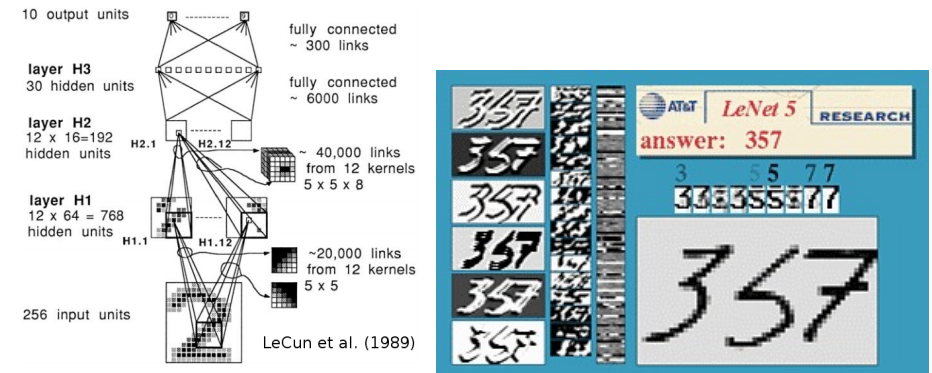 10 output units
fully connected
~ 300 links
layer H3
30 hidden units
fully connected
~ 6000 links
layer H2
12 x 16=192
hidden units
H2.1
H2.12
~ 40,000 links
from 12 kernels
5 x 5 x 8
layer H1
12 x 64 = 768
hidden units
H1.1
H1.12
~20,000 links
from 12 kernels
5 x 5
256 input units
LeCun et al. (1989)
AT&T
LeNet 5
RESEARCH
answer: 357
3 5 5 7 7
357